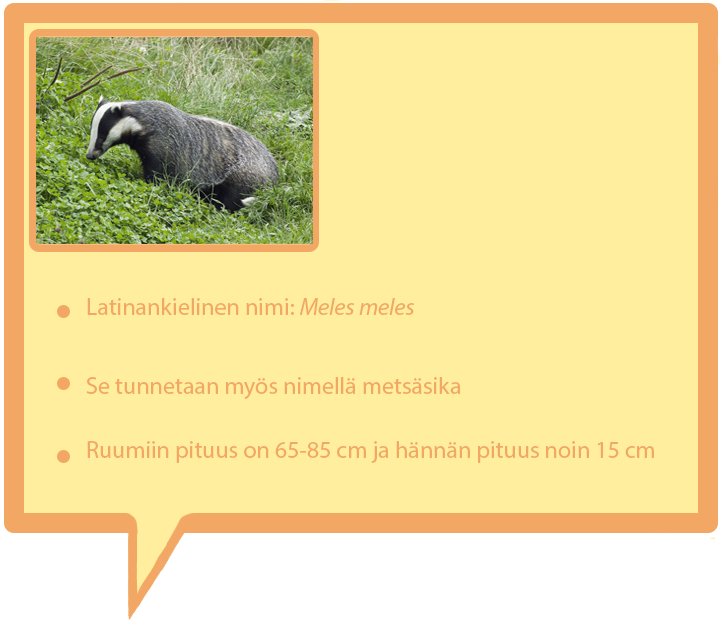 Latinankielinen nimi: Meles meles
Se tunnetaan myös nimellä metsäsika
Ruumiin pituus on 65-85 cm ja hännän pituus noin 15 cm